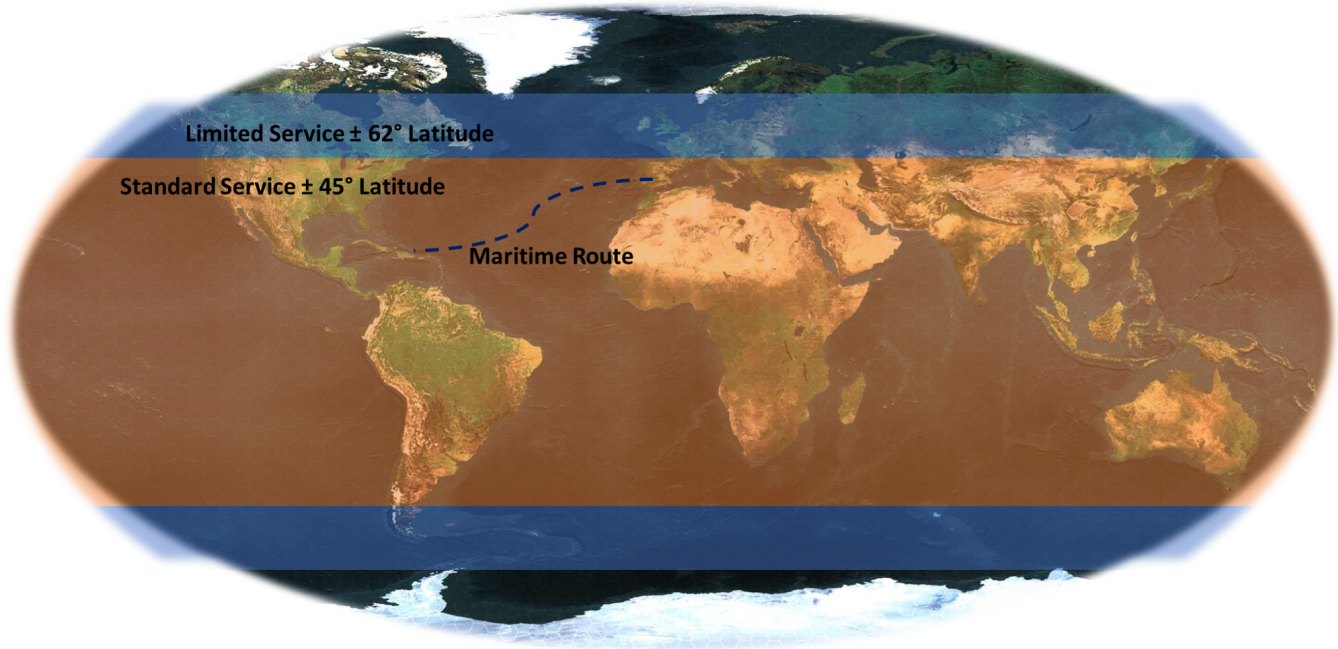 Limited Service ± 62° Latitude
Standard Service ± 45° Latitude
Maritime Route